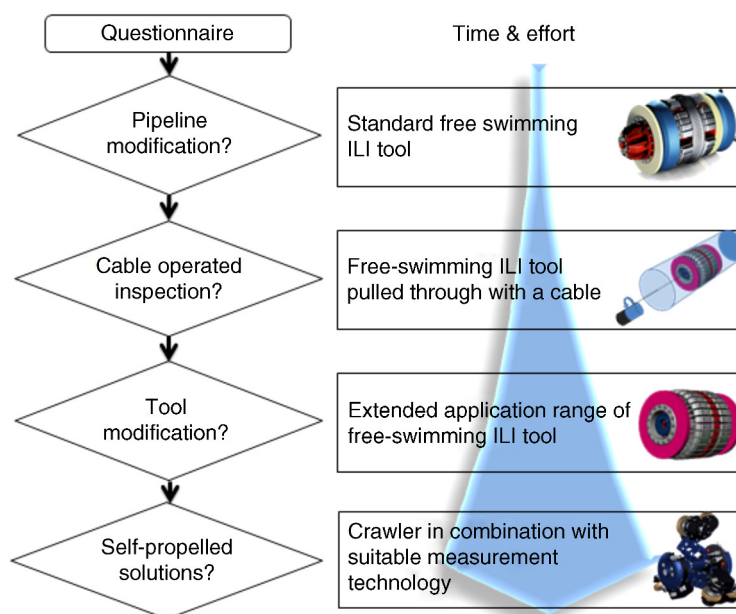 Questionnaire
Time & effort
Pipeline
modification?
Standard free swimming
ILI tool
Cable operated
inspection?
Free-swimming ILI tool
pulled through with a cable
Tool
modification?
Extended application range of
free-swimming ILI tool
Self-propelled
solutions?
Crawler in combination with
suitable measurement
technology